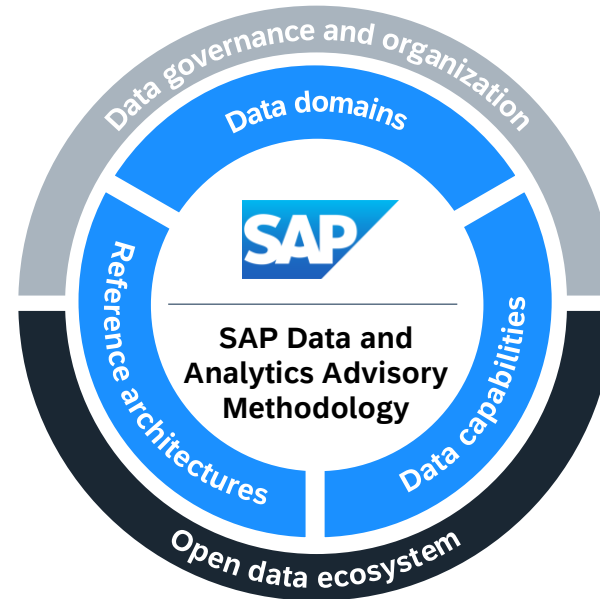 Data governance and organization
Data domains
SAP
SAP Data and
Analytics Advisory
Methodology
Reference architectures
Data capabilities
Open data ecosystem